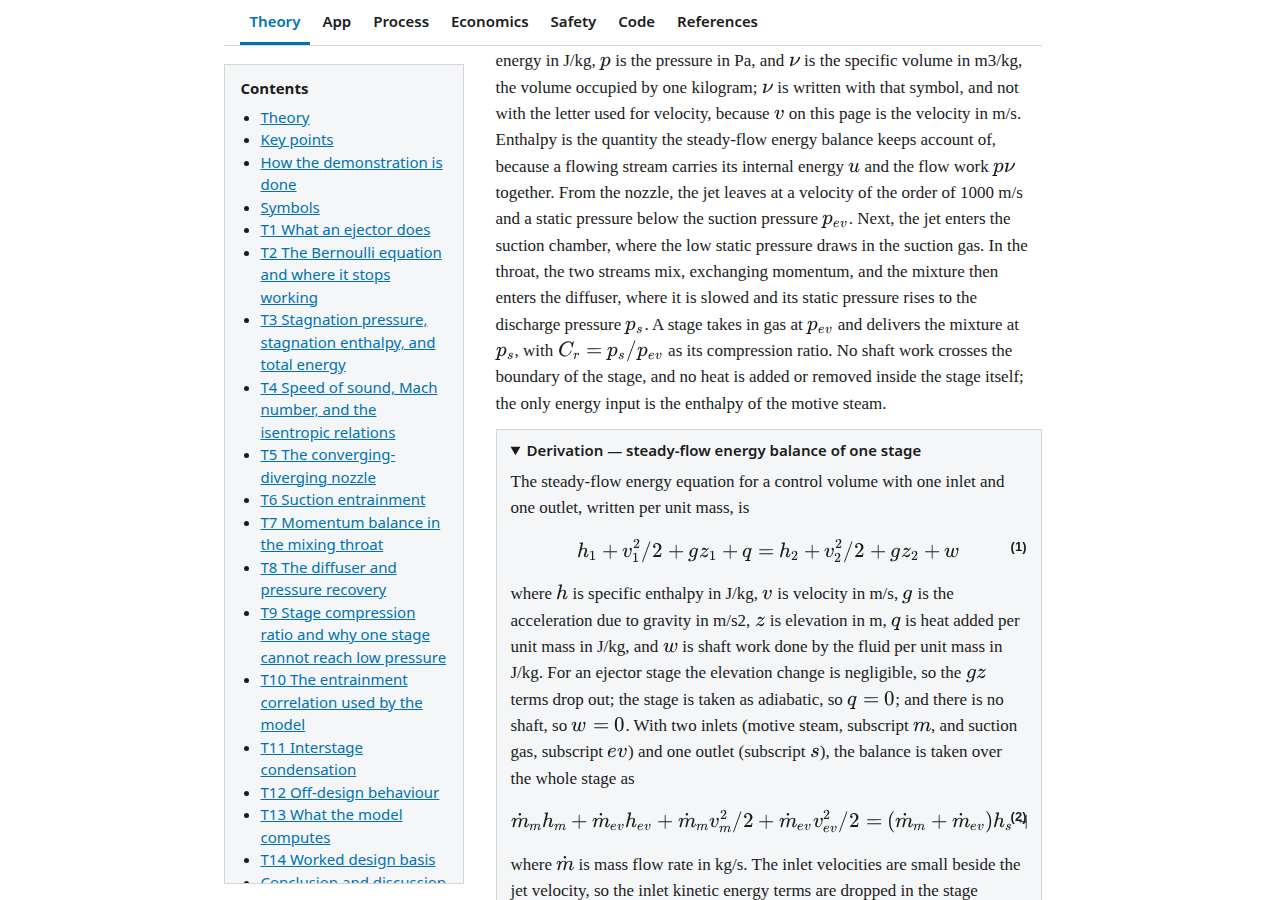 Theory App Process Economics Safety Code References
Contents
Theory
Key points
How the demonstration is
done
Symbols
T1 What an ejector does
T2 The Bernoulli equation
and where it stops
working
T3 Stagnation pressure,
stagnation enthalpy, and
total energy
T4 Speed of sound, Mach
number, and the
isentropic relations
T5 The converging-
diverging nozzle
T6 Suction entrainment
T7 Momentum balance in
the mixing throat
T8 The diffuser and
pressure recovery
T9 Stage compression
ratio and why one stage
cannot reach low pressure
T10 The entrainment
correlation used by the
model
T11 Interstage
condensation
T12 Off-design behaviour
T13 What the model
computes
T14 Worked design basis
Conclusion and discussion
energy in J/kg, p is the pressure in Pa, and ν is the specific volume in m3/kg,
the volume occupied by one kilogram; ν is written with that symbol, and not
with the letter used for velocity, because v on this page is the velocity in m/s.
Enthalpy is the quantity the steady-flow energy balance keeps account of,
because a flowing stream carries its internal energy u and the flow work pν
together. From the nozzle, the jet leaves at a velocity of the order of 1000 m/s
and a static pressure below the suction pressure p_ev. Next, the jet enters the
suction chamber, where the low static pressure draws in the suction gas. In the
throat, the two streams mix, exchanging momentum, and the mixture then
enters the diffuser, where it is slowed and its static pressure rises to the
discharge pressure p_s. A stage takes in gas at p_ev and delivers the mixture at
p_s, with C_r = p_s/p_ev as its compression ratio. No shaft work crosses the
boundary of the stage, and no heat is added or removed inside the stage itself;
the only energy input is the enthalpy of the motive steam.
▼ Derivation — steady-flow energy balance of one stage
The steady-flow energy equation for a control volume with one inlet and
one outlet, written per unit mass, is
h_1 + v_1^2/2 + gz_1 + q = h_2 + v_2^2/2 + gz_2 + w (1)
where h is specific enthalpy in J/kg, v is velocity in m/s, g is the
acceleration due to gravity in m/s2, z is elevation in m, q is heat added per
unit mass in J/kg, and w is shaft work done by the fluid per unit mass in
J/kg. For an ejector stage the elevation change is negligible, so the gz
terms drop out; the stage is taken as adiabatic, so q = 0; and there is no
shaft, so w = 0. With two inlets (motive steam, subscript m, and suction
gas, subscript ev) and one outlet (subscript s), the balance is taken over
the whole stage as
ṁ_m h_m + ṁ_ev h_ev + ṁ_m v_m^2/2 + ṁ_ev v_ev^2/2 = (ṁ_m + ṁ_ev)h_s (2)
where ṁ is mass flow rate in kg/s. The inlet velocities are small beside the
jet velocity, so the inlet kinetic energy terms are dropped in the stage